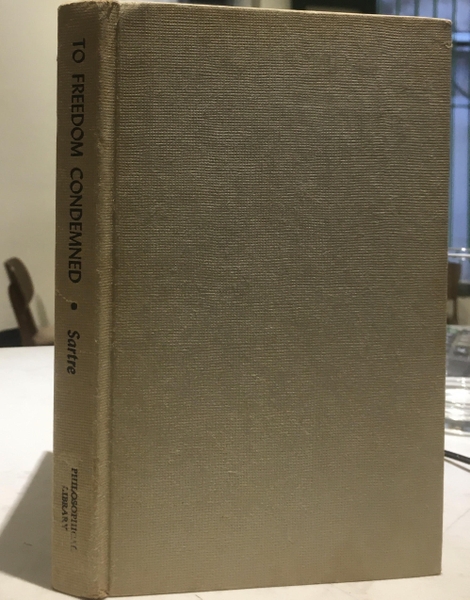 TO FREEDOM CONDEMNED • Sartre
PHILOSOPHICAL
LIBRARY